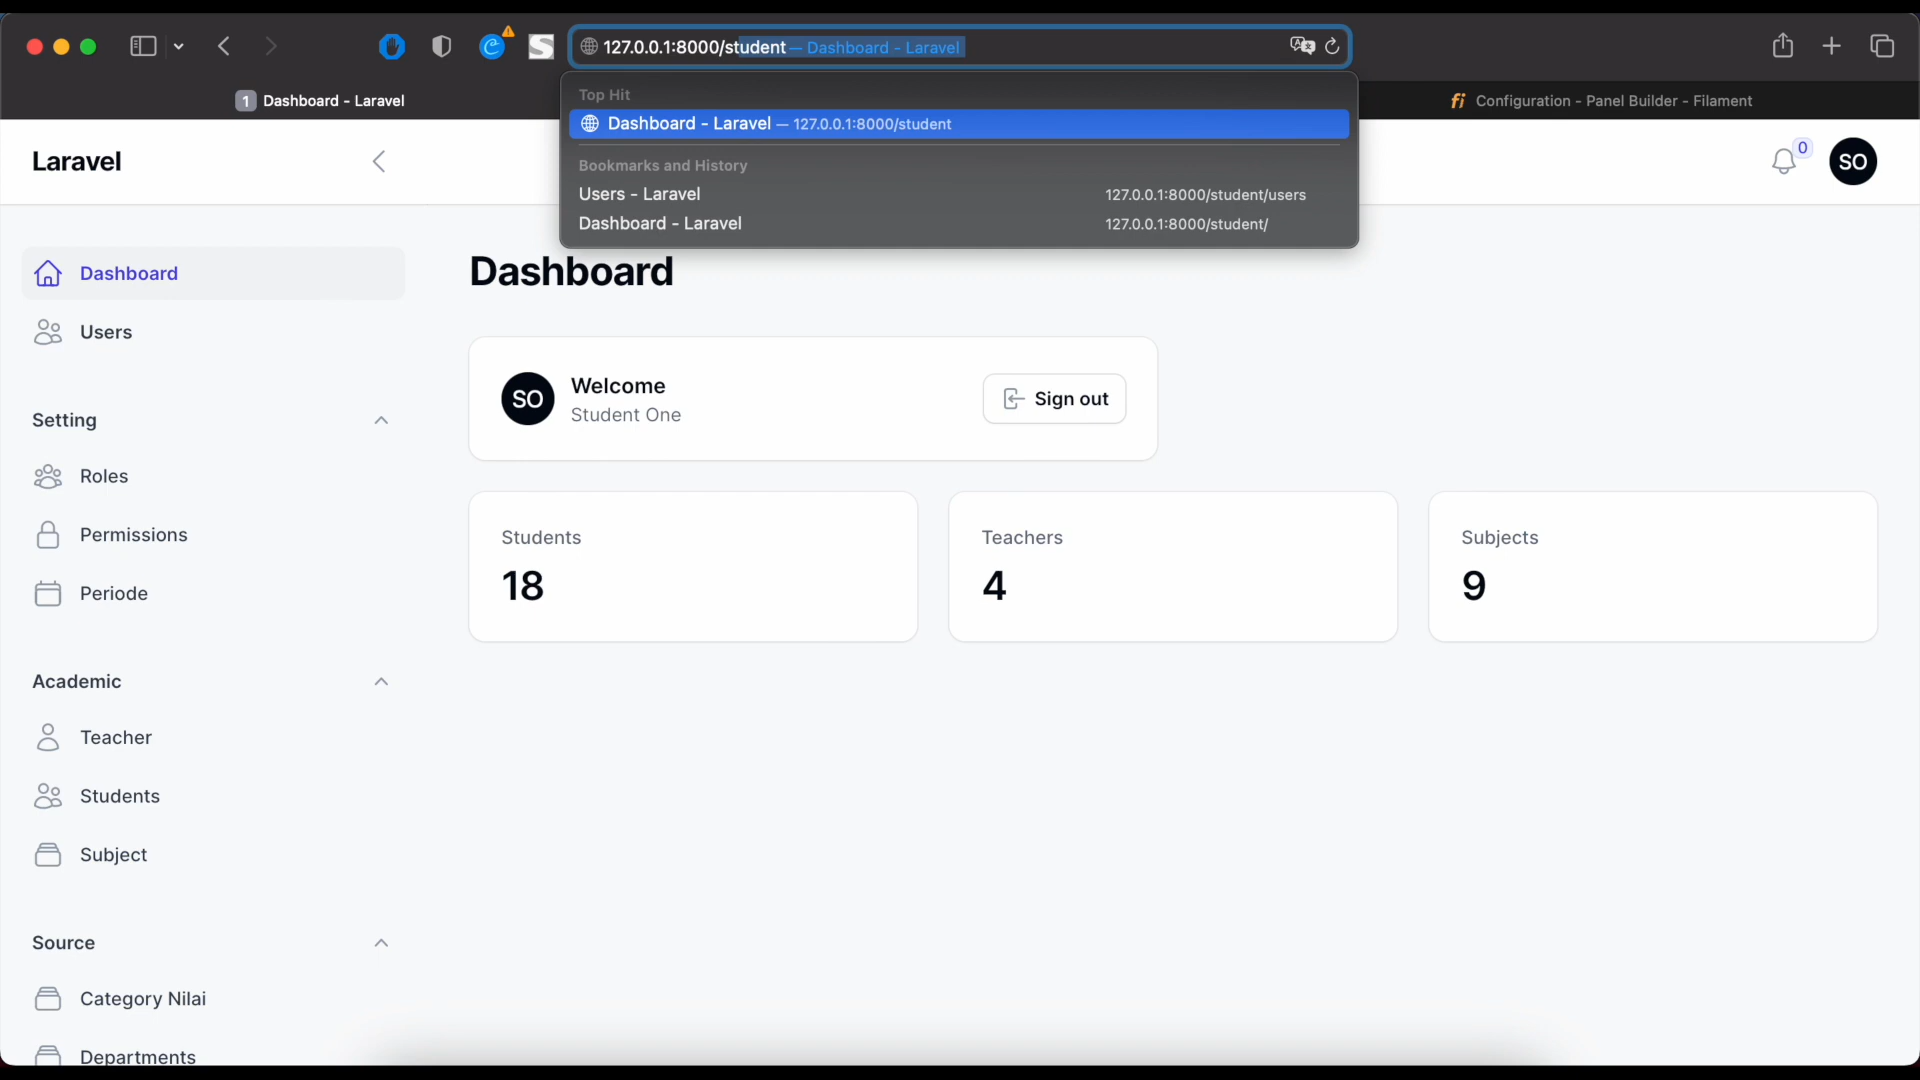 127.0.0.1:8000/student — Dashboard - Laravel
1 Dashboard - Laravel
Configuration - Panel Builder - Filament
Top Hit
Dashboard - Laravel — 127.0.0.1:8000/student
Bookmarks and History
Users - Laravel 127.0.0.1:8000/student/users
Dashboard - Laravel 127.0.0.1:8000/student/
Laravel
0
SO
Dashboard
Users
Setting
Roles
Permissions
Periode
Academic
Teacher
Students
Subject
Source
Category Nilai
Departments
Dashboard
SO
Welcome
Student One
Sign out
Students
18
Teachers
4
Subjects
9